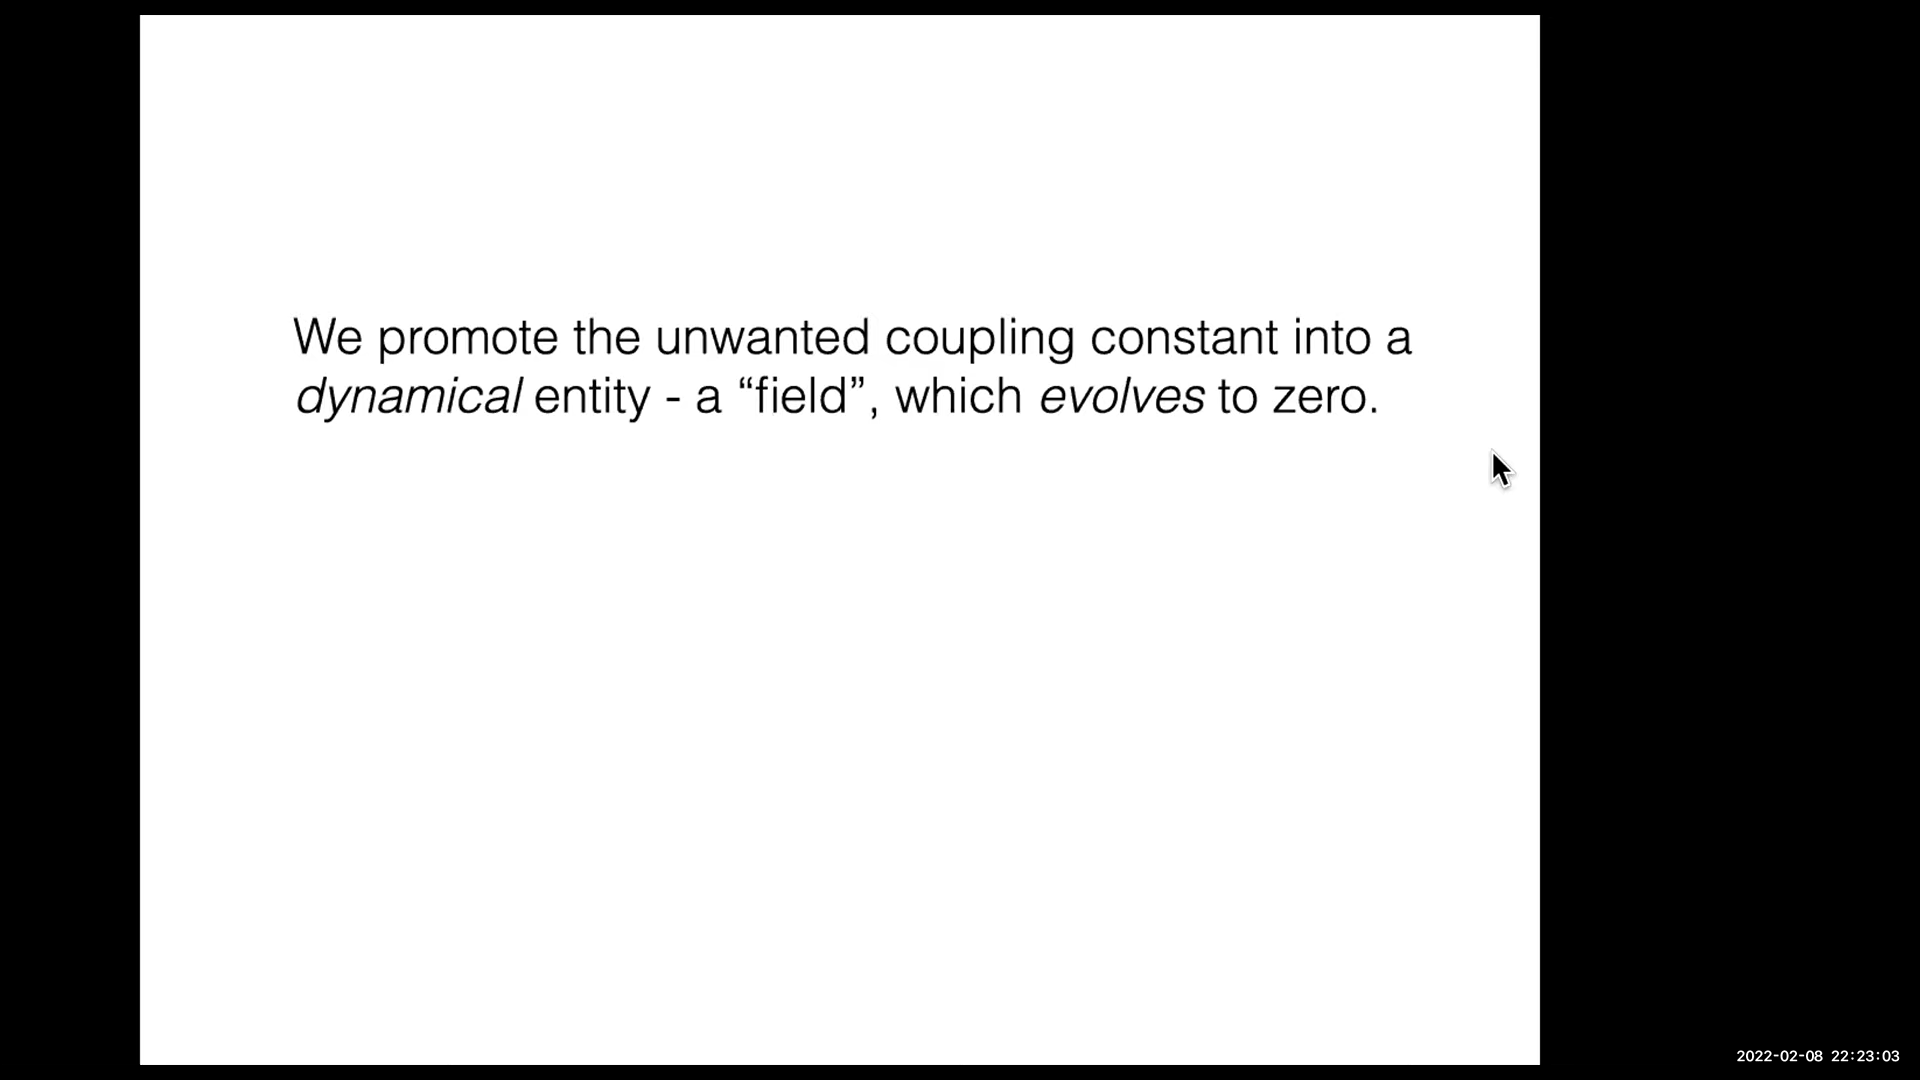 We promote the unwanted coupling constant into a
dynamical entity - a “field”, which evolves to zero.
2022-02-08 22:23:03